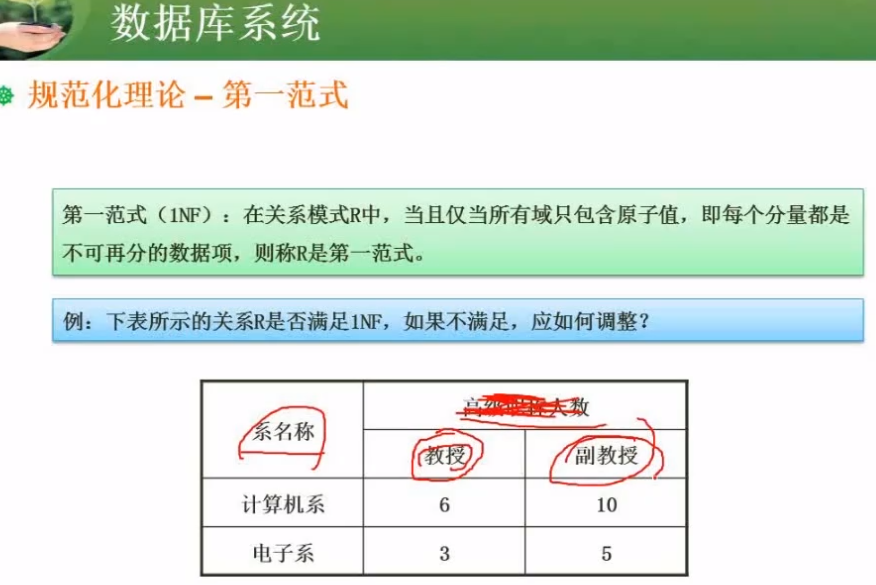 数据库系统
规范化理论 – 第一范式
第一范式（1NF）：在关系模式R中，当且仅当所有域只包含原子值，即每个分量都是
不可再分的数据项，则称R是第一范式。
例：下表所示的关系R是否满足1NF，如果不满足，应如何调整？
系名称 高级职称人数
教授 副教授
计算机系 6 10
电子系 3 5